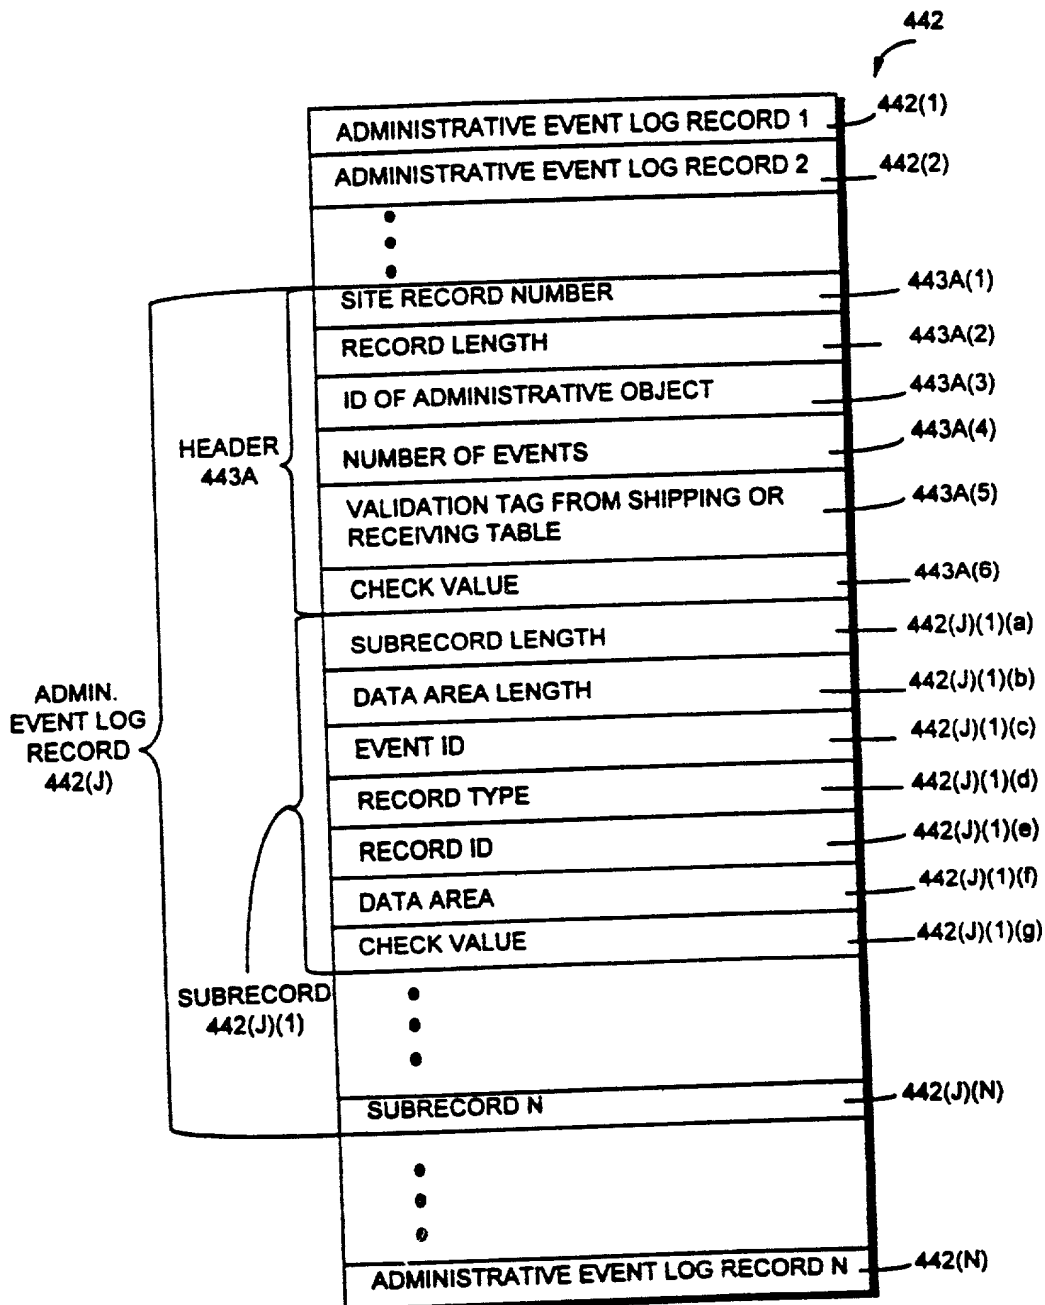 442
ADMINISTRATIVE EVENT LOG RECORD 1
442(1)
ADMINISTRATIVE EVENT LOG RECORD 2
442(2)
SITE RECORD NUMBER
443A(1)
RECORD LENGTH
443A(2)
ID OF ADMINISTRATIVE OBJECT
443A(3)
HEADER
443A
NUMBER OF EVENTS
443A(4)
VALIDATION TAG FROM SHIPPING OR
RECEIVING TABLE
443A(5)
CHECK VALUE
443A(6)
SUBRECORD LENGTH
442(J)(1)(a)
ADMIN.
EVENT LOG
RECORD
442(J)
DATA AREA LENGTH
442(J)(1)(b)
EVENT ID
442(J)(1)(c)
RECORD TYPE
442(J)(1)(d)
RECORD ID
442(J)(1)(e)
DATA AREA
442(J)(1)(f)
CHECK VALUE
442(J)(1)(g)
SUBRECORD
442(J)(1)
SUBRECORD N
442(J)(N)
ADMINISTRATIVE EVENT LOG RECORD N
442(N)